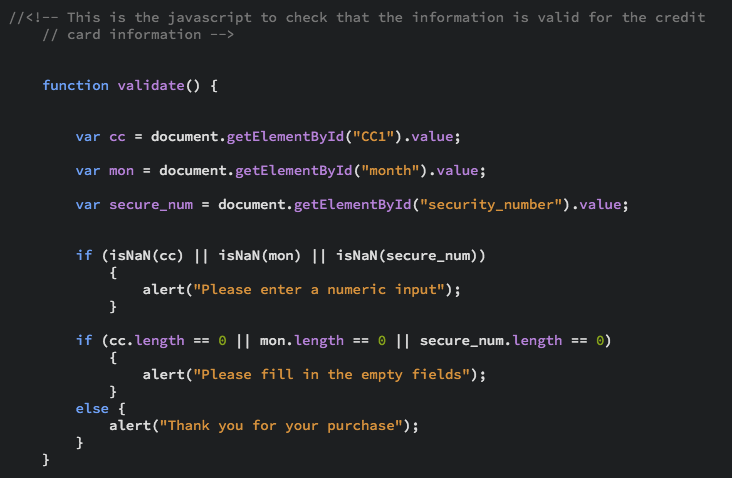 //<!-- This is the javascript to check that the information is valid for the credit
    // card information -->
    function validate() {
        var cc = document.getElementById("CC1").value;
        var mon = document.getElementById("month").value;
        var secure_num = document.getElementById("security_number").value;
        if (isNaN(cc) || isNaN(mon) || isNaN(secure_num))
            {
                alert("Please enter a numeric input");
            }
        if (cc.length == 0 || mon.length == 0 || secure_num.length == 0)
            {
                alert("Please fill in the empty fields");
            }
        else {
            alert("Thank you for your purchase");
        }
    }